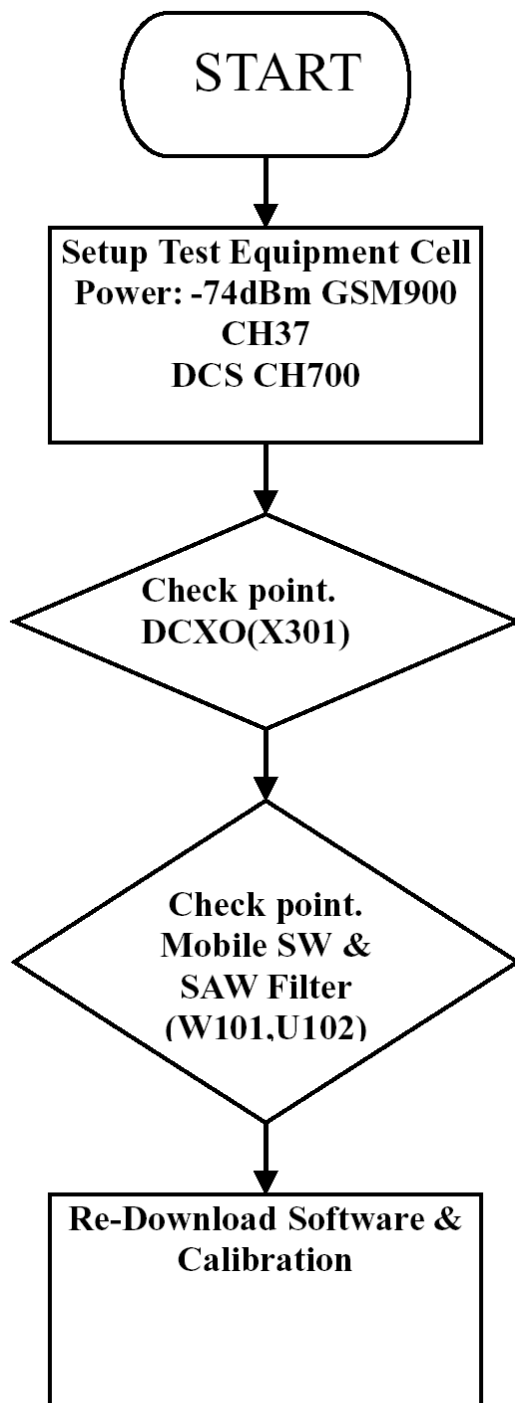 START
Setup Test Equipment Cell
Power: -74dBm GSM900
CH37
DCS CH700
Check point.
DCXO(X301)
Check point.
Mobile SW &
SAW Filter
(W101,U102)
Re-Download Software &
Calibration